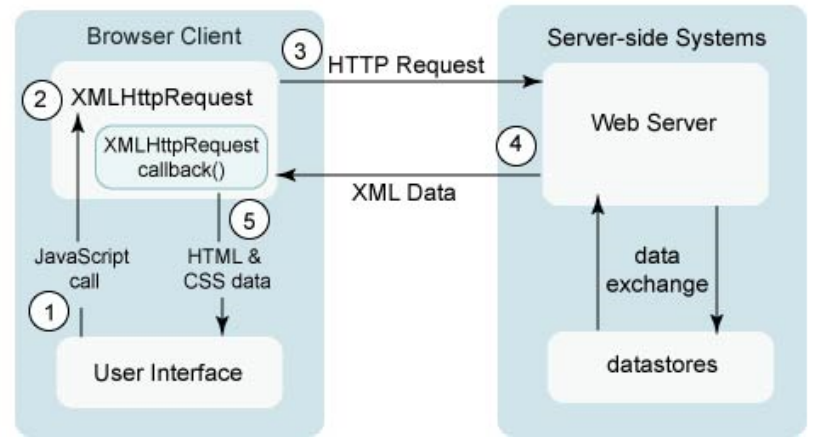 Browser Client
3
HTTP Request
Server-side Systems
2
XMLHttpRequest
XMLHttpRequest
callback()
Web Server
4
XML Data
5
JavaScript
call
HTML &
CSS data
data
exchange
1
User Interface
datastores